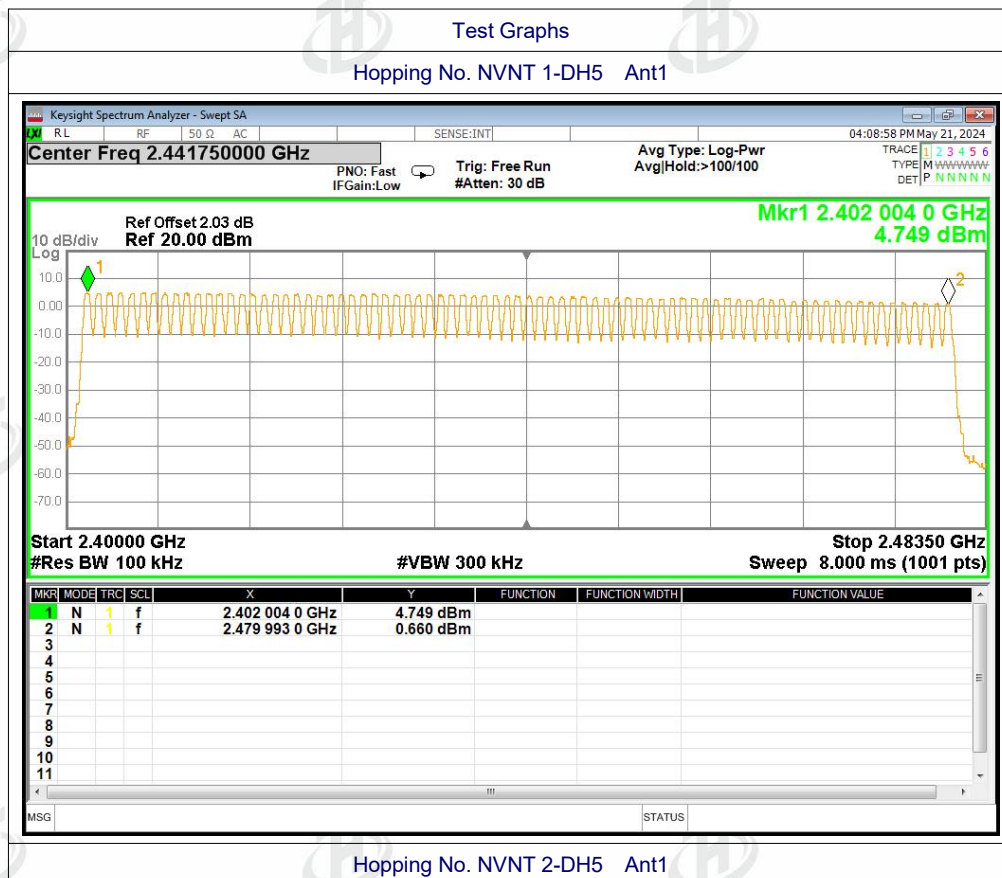 Test Graphs
Hopping No. NVNT 1-DH5 Ant1
Keysight Spectrum Analyzer - Swept SA
LXI RL RF 50 Ω AC SENSE:INT 04:08:58 PM May 21, 2024
Center Freq 2.441750000 GHz
PNO: Fast
IFGain:Low
Trig: Free Run
#Atten: 30 dB
Avg Type: Log-Pwr
Avg|Hold:>100/100
TRACE 1 2 3 4 5 6
TYPE M WWWWW
DET P N N N N N
Mkr1 2.402 004 0 GHz
4.749 dBm
Ref Offset 2.03 dB
10 dB/div Ref 20.00 dBm
Log
1
2
10.0
0.00
-10.0
-20.0
-30.0
-40.0
-50.0
-60.0
-70.0
Start 2.40000 GHz Stop 2.48350 GHz
#Res BW 100 kHz #VBW 300 kHz Sweep 8.000 ms (1001 pts)
MKR MODE TRC SCL X Y FUNCTION FUNCTION WIDTH FUNCTION VALUE
1 N 1 f 2.402 004 0 GHz 4.749 dBm
2 N 1 f 2.479 993 0 GHz 0.660 dBm
3
4
5
6
7
8
9
10
11
MSG STATUS
Hopping No. NVNT 2-DH5 Ant1